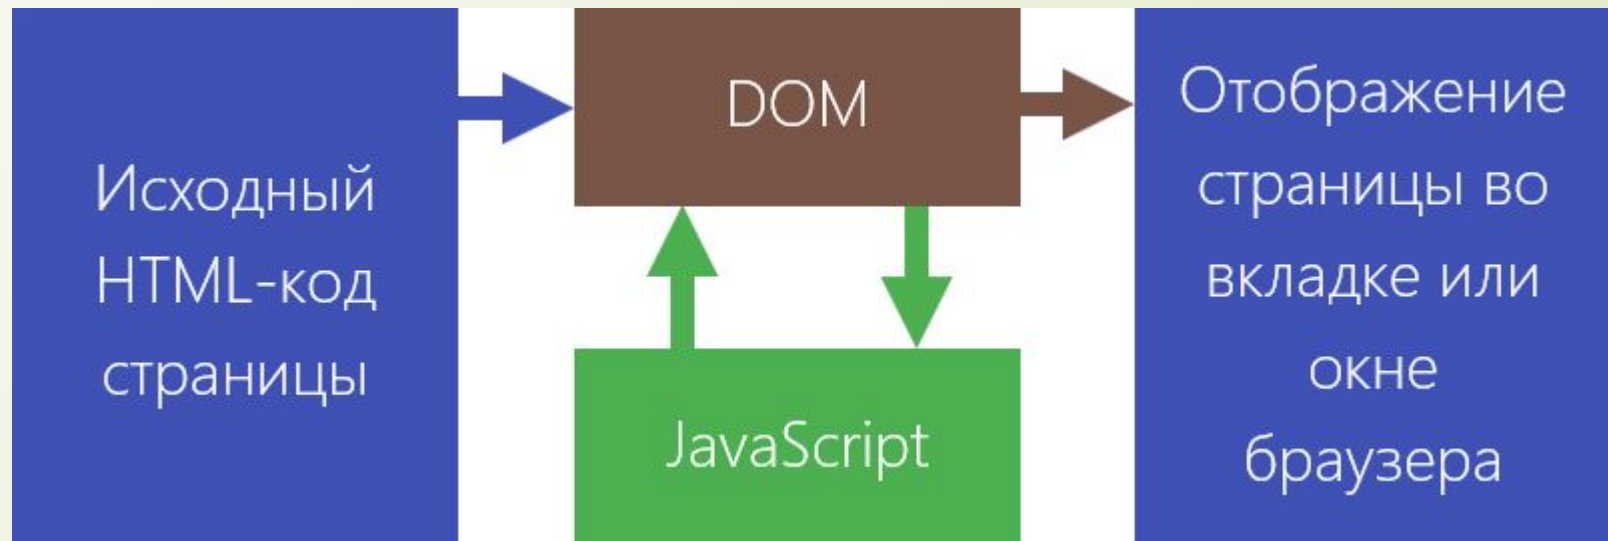 Исходный
HTML-код
страницы
DOM
JavaScript
Отображение
страницы во
вкладке или
окне
браузера